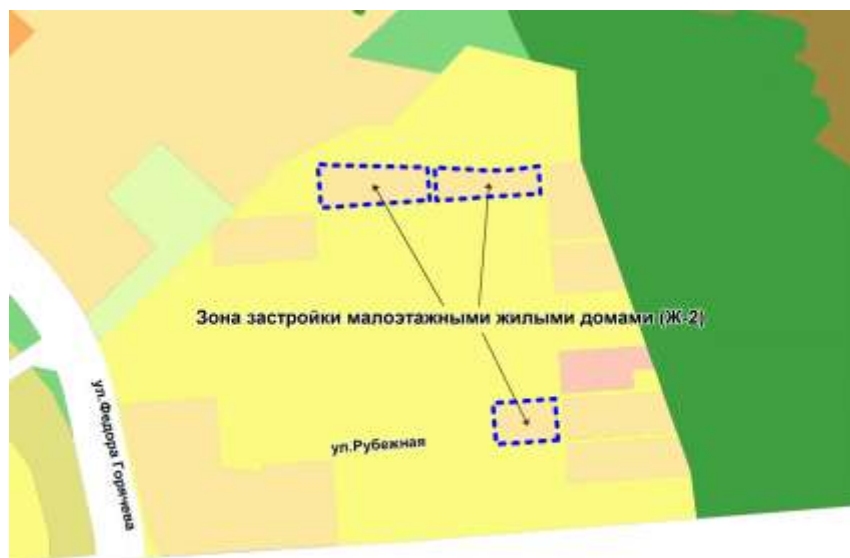 Зона застройки малоэтажными жилыми домами (Ж-2)
ул.Рубежная
ул.Федора Горячева